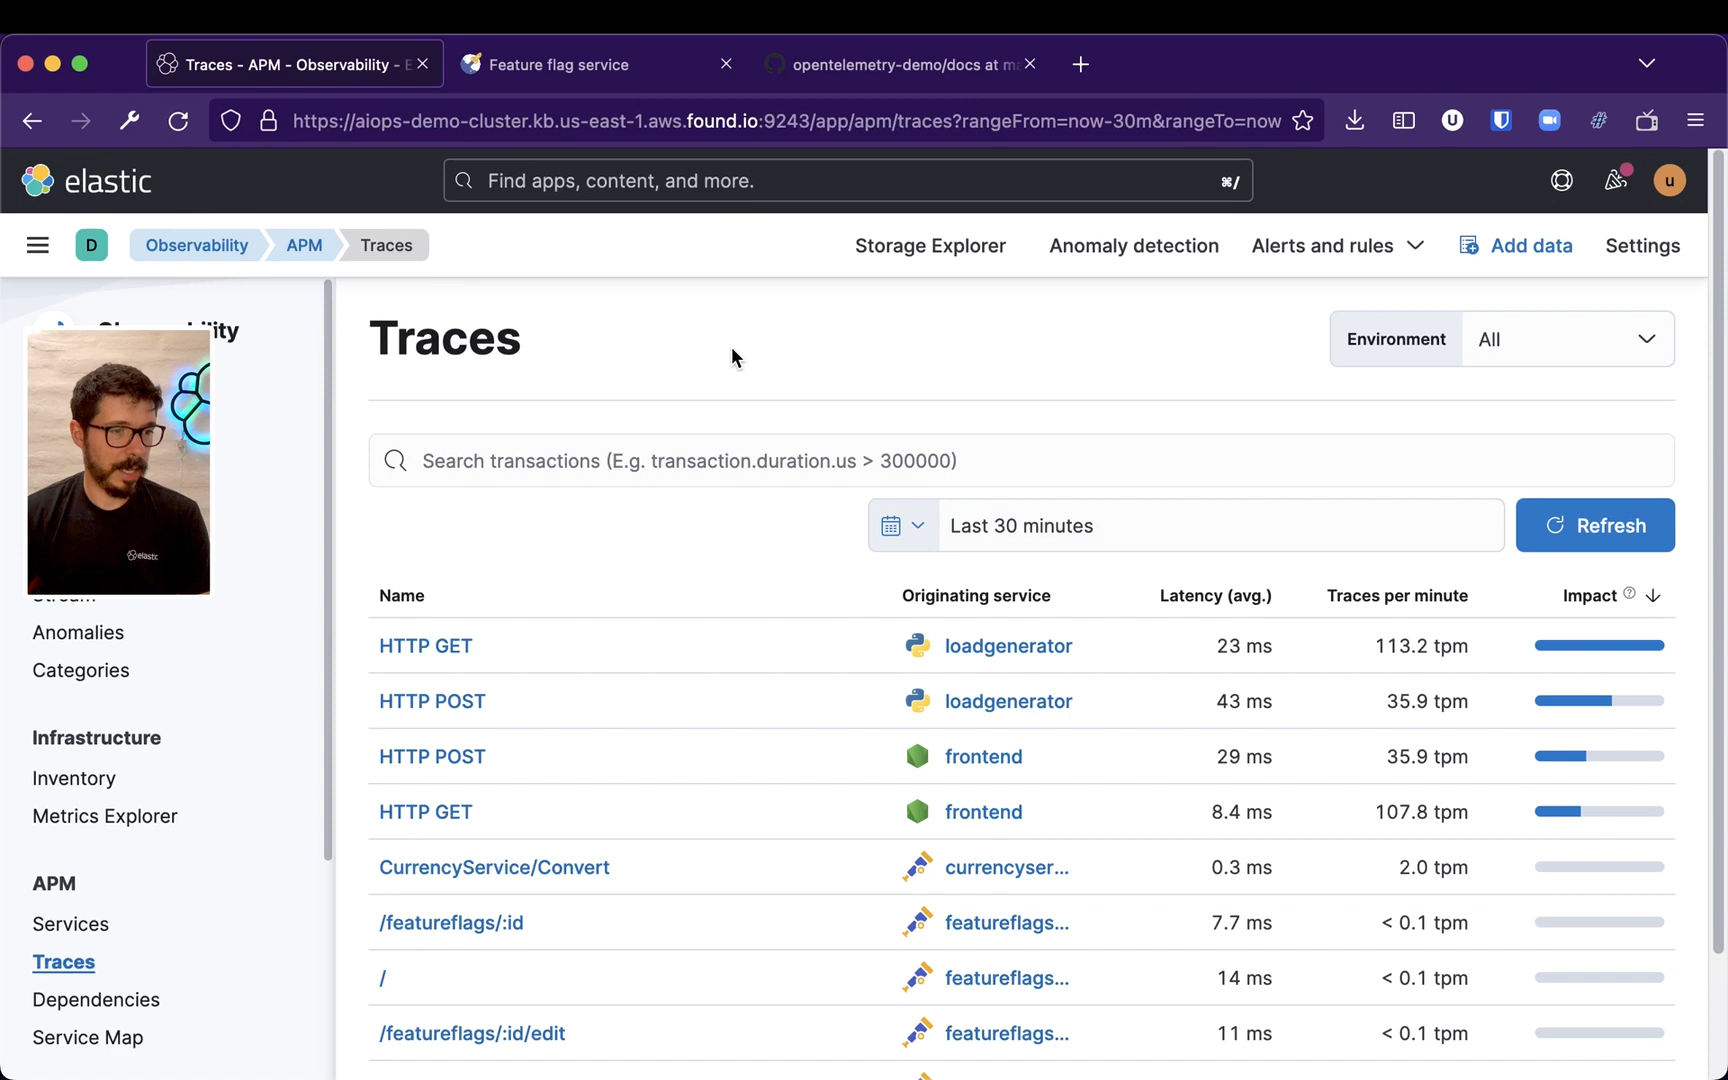 Traces - APM - Observability - E
Feature flag service
opentelemetry-demo/docs at ma
https://aiops-demo-cluster.kb.us-east-1.aws.found.io:9243/app/apm/traces?rangeFrom=now-30m&rangeTo=now
elastic
Find apps, content, and more.
⌘/
u
D
Observability
APM
Traces
Storage Explorer
Anomaly detection
Alerts and rules
Add data
Settings
elastic
Anomalies
Categories
Infrastructure
Inventory
Metrics Explorer
APM
Services
Traces
Dependencies
Service Map
Traces
Environment All
Search transactions (E.g. transaction.duration.us > 300000)
Last 30 minutes
Refresh
Name Originating service Latency (avg.) Traces per minute Impact
HTTP GET loadgenerator 23 ms 113.2 tpm
HTTP POST loadgenerator 43 ms 35.9 tpm
HTTP POST frontend 29 ms 35.9 tpm
HTTP GET frontend 8.4 ms 107.8 tpm
CurrencyService/Convert currencyser... 0.3 ms 2.0 tpm
/featureflags/:id featureflags... 7.7 ms < 0.1 tpm
/ featureflags... 14 ms < 0.1 tpm
/featureflags/:id/edit featureflags... 11 ms < 0.1 tpm